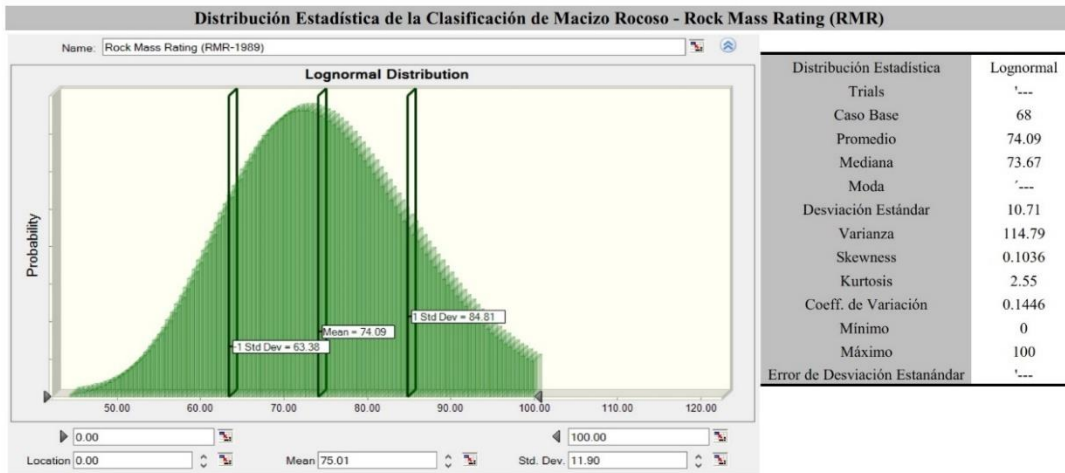 Distribución Estadística de la Clasificación de Macizo Rocoso - Rock Mass Rating (RMR)
Name: Rock Mass Rating (RMR-1989)
Lognormal Distribution
Probability
-1 Std Dev = 63.38
Mean = 74.09
1 Std Dev = 84.81
50.00 60.00 70.00 80.00 90.00 100.00 110.00 120.00
0.00 100.00
Location 0.00 Mean 75.01 Std. Dev. 11.90
Distribución Estadística Lognormal
Trials '---
Caso Base 68
Promedio 74.09
Mediana 73.67
Moda ´---
Desviación Estándar 10.71
Varianza 114.79
Skewness 0.1036
Kurtosis 2.55
Coeff. de Variación 0.1446
Mínimo 0
Máximo 100
Error de Desviación Estanándar '---